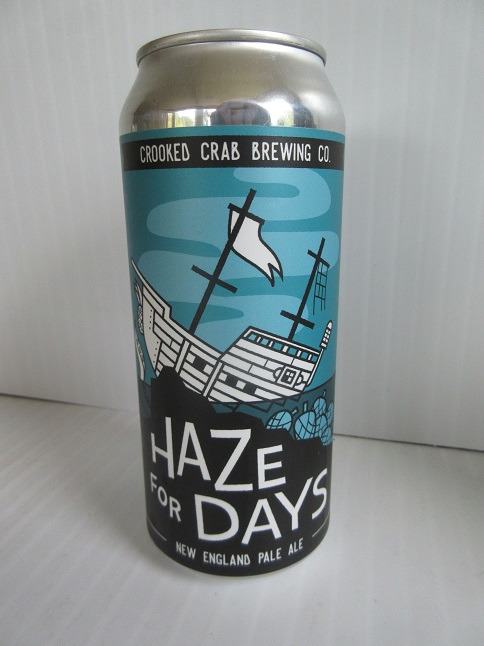 CROOKED CRAB BREWING CO.
HAZE
FOR DAYS
NEW ENGLAND PALE ALE